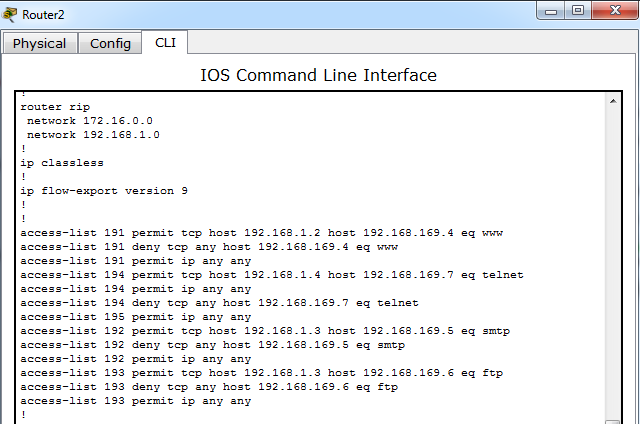 Router2
Physical Config CLI
IOS Command Line Interface
!
router rip
 network 172.16.0.0
 network 192.168.1.0
!
ip classless
!
ip flow-export version 9
!
!
access-list 191 permit tcp host 192.168.1.2 host 192.168.169.4 eq www
access-list 191 deny tcp any host 192.168.169.4 eq www
access-list 191 permit ip any any
access-list 194 permit tcp host 192.168.1.4 host 192.168.169.7 eq telnet
access-list 194 permit ip any any
access-list 194 deny tcp any host 192.168.169.7 eq telnet
access-list 195 permit ip any any
access-list 192 permit tcp host 192.168.1.3 host 192.168.169.5 eq smtp
access-list 192 deny tcp any host 192.168.169.5 eq smtp
access-list 192 permit ip any any
access-list 193 permit tcp host 192.168.1.3 host 192.168.169.6 eq ftp
access-list 193 deny tcp any host 192.168.169.6 eq ftp
access-list 193 permit ip any any
!